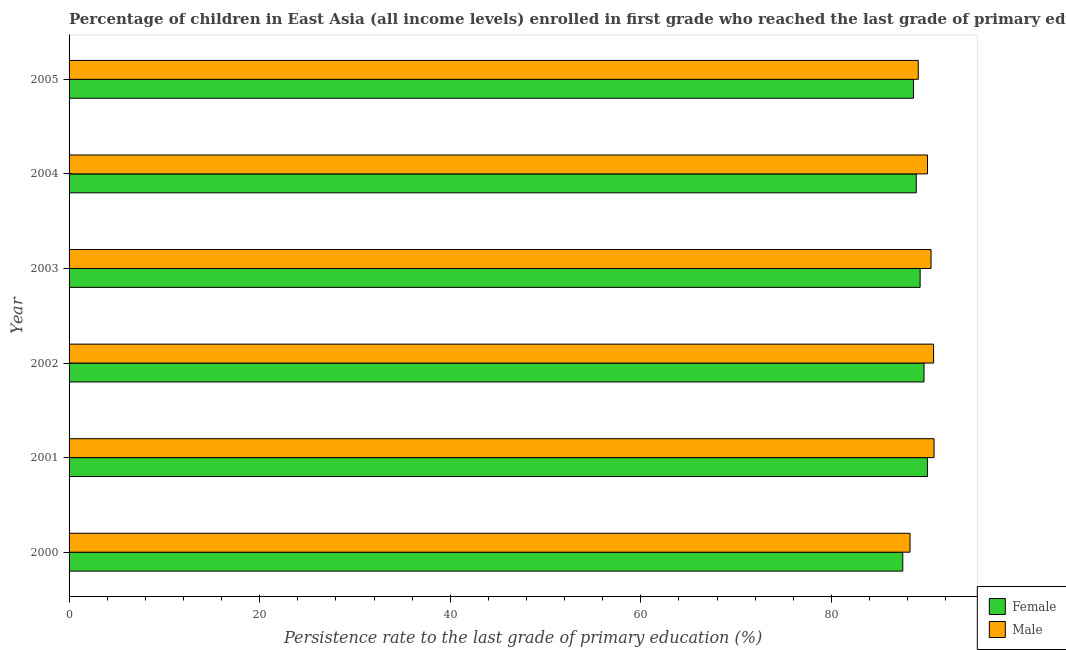 Percentage of children in East Asia (all income levels) enrolled in first grade who reached the last grade of primary ed
2005
2004
2003
2002
2001
2000
Year
0
20
40
60
80
Persistence rate to the last grade of primary education (%)
Female
Male